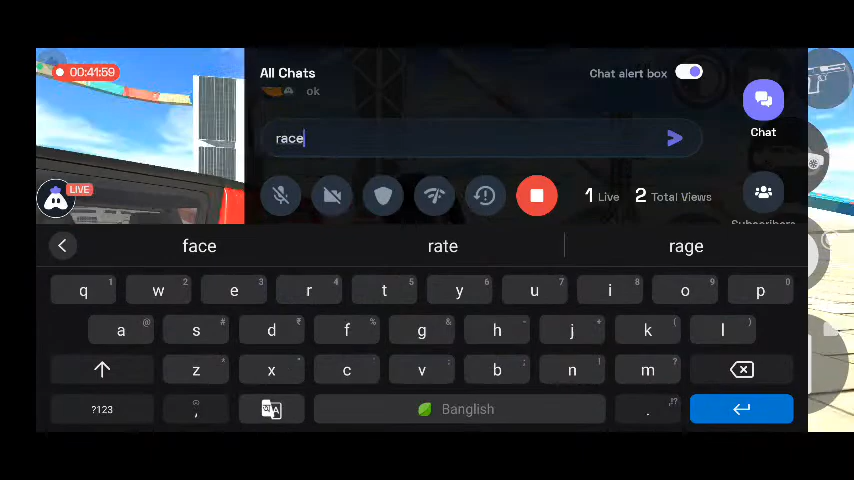 00:41:59
All Chats
Chat alert box
ok
race
Chat
LIVE
1 Live 2 Total Views
face rate rage
q 1 w 2 e 3 r 4 t 5 y 6 u 7 i 8 o 9 p 0
a @ s # d ₹ f % g & h - j + k ( l )
z * x " c ' v : b ; n ! m ?
?123 , Banglish . ,!?